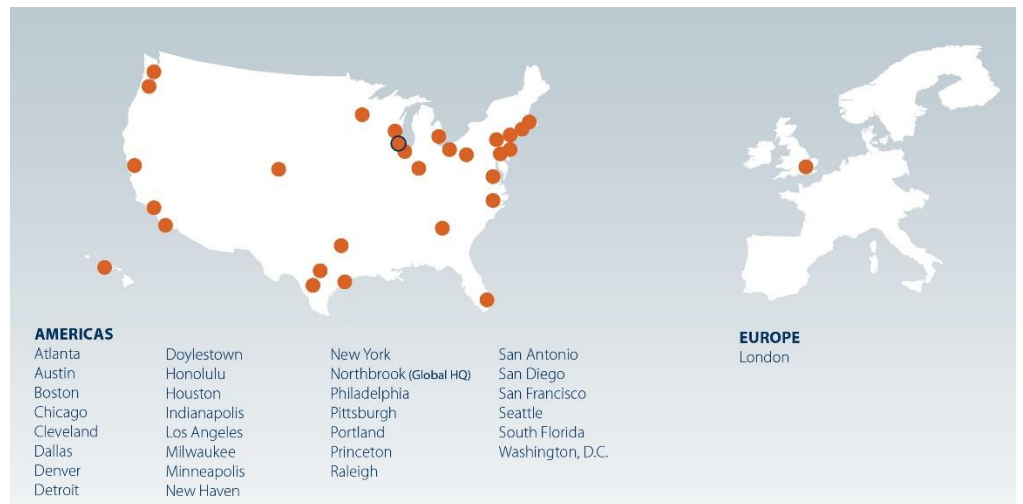 AMERICAS
Atlanta
Austin
Boston
Chicago
Cleveland
Dallas
Denver
Detroit
Doylestown
Honolulu
Houston
Indianapolis
Los Angeles
Milwaukee
Minneapolis
New Haven
New York
Northbrook (Global HQ)
Philadelphia
Pittsburgh
Portland
Princeton
Raleigh
San Antonio
San Diego
San Francisco
Seattle
South Florida
Washington, D.C.
EUROPE
London